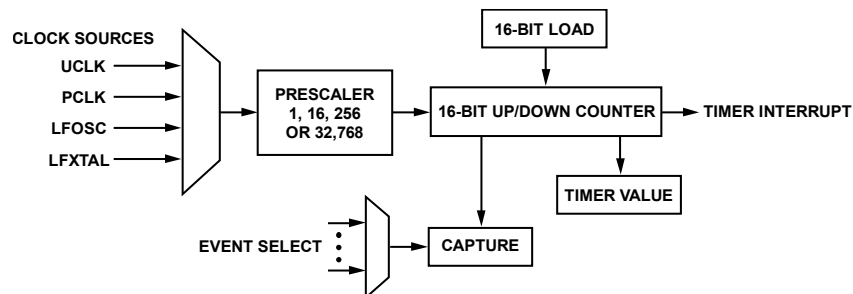 16-BIT LOAD
CLOCK SOURCES
UCLK
PCLK
LFOSC
LFXTAL
PRESCALER
1, 16, 256
OR 32,768
16-BIT UP/DOWN COUNTER
TIMER INTERRUPT
TIMER VALUE
EVENT SELECT
CAPTURE